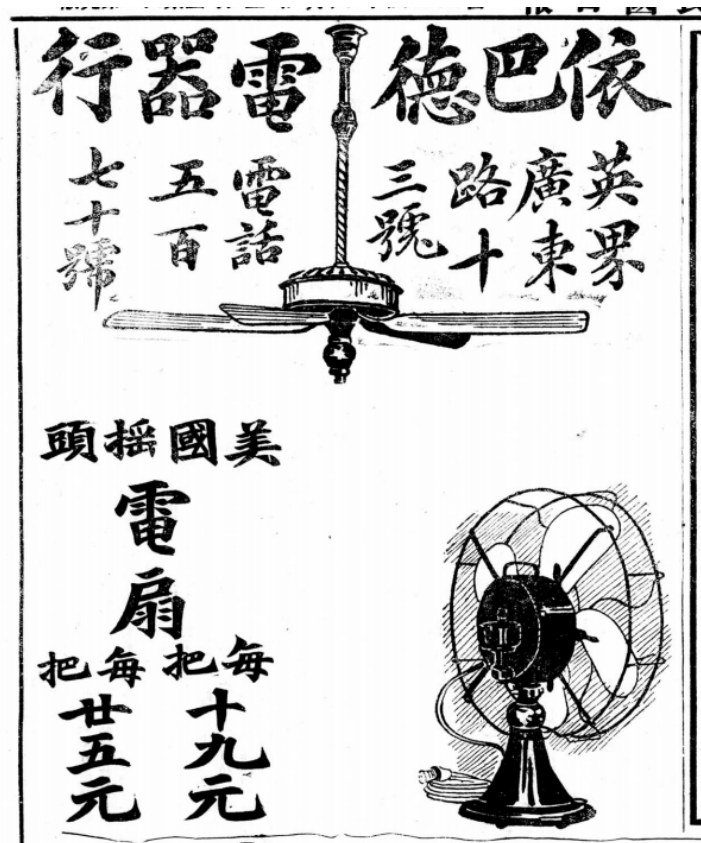 依巴德電器行
英界
廣東
路十
三號
電話
五百
七十號
美國搖頭
電扇
每把十九元
每把廿五元